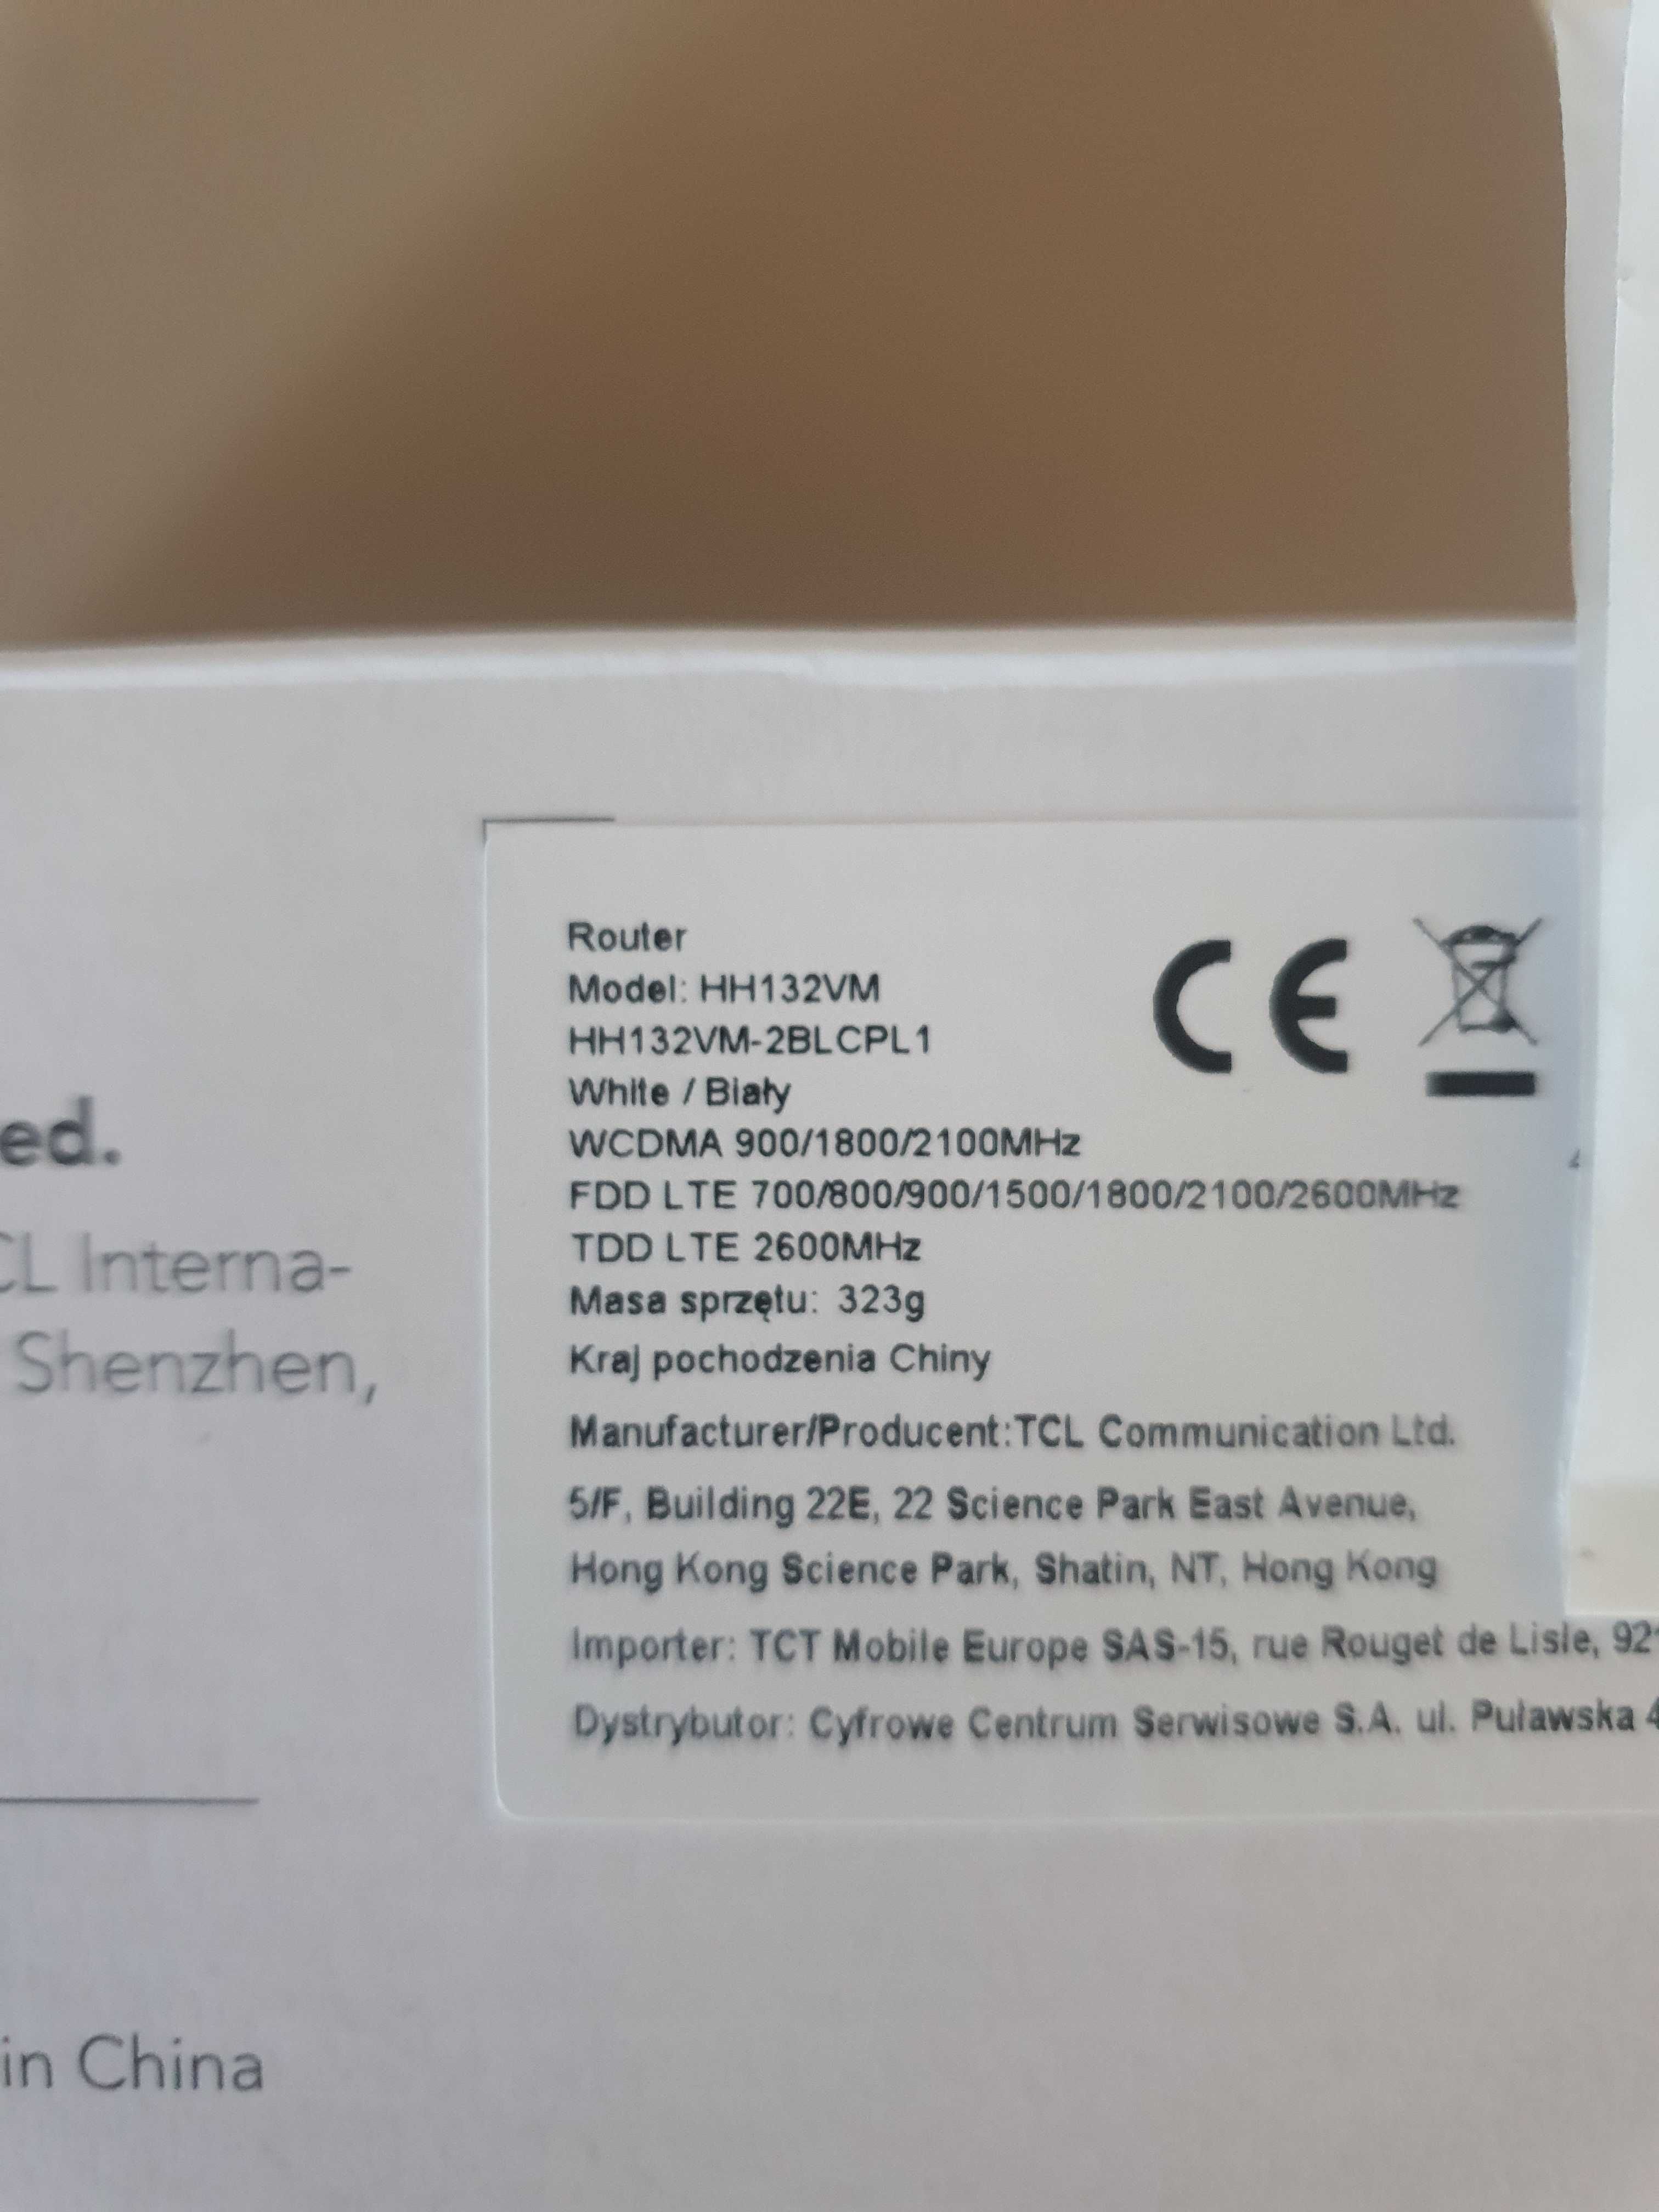 Router
Model: HH132VM
HH132VM-2BLCPL1
White / Biały
WCDMA 900/1800/2100MHz
FDD LTE 700/800/900/1500/1800/2100/2600MHz
TDD LTE 2600MHz
Masa sprzętu: 323g
Kraj pochodzenia Chiny
Manufacturer/Producent:TCL Communication Ltd.
5/F, Building 22E, 22 Science Park East Avenue,
Hong Kong Science Park, Shatin, NT, Hong Kong
Importer: TCT Mobile Europe SAS-15, rue Rouget de Lisle,
Dystrybutor: Cyfrowe Centrum Serwisowe S.A. ul. Puławska
CE
ed.
CL Interna-
Shenzhen,
in China